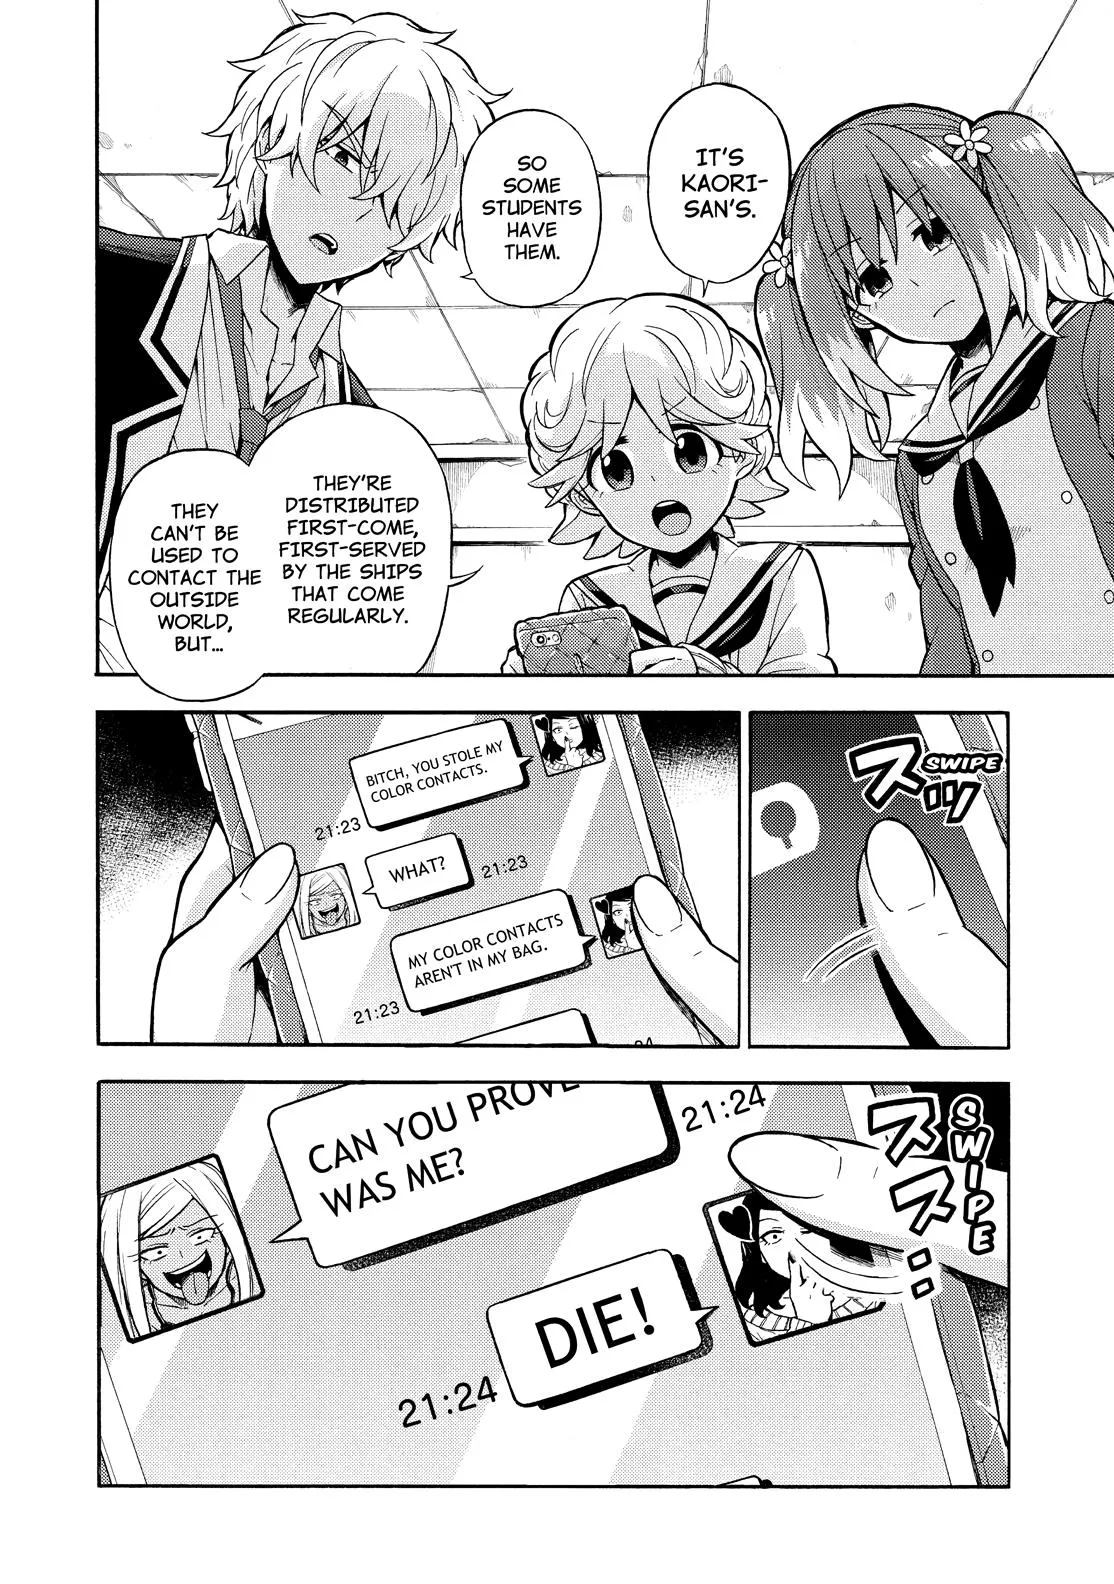 IT'S
KAORI-
SAN'S.
SO
SOME
STUDENTS
HAVE
THEM.
THEY'RE
DISTRIBUTED
FIRST-COME,
FIRST-SERVED
BY THE SHIPS
THAT COME
REGULARLY.
THEY
CAN'T BE
USED TO
CONTACT THE
OUTSIDE
WORLD,
BUT...
スッ
SWIPE
BITCH, YOU STOLE MY
COLOR CONTACTS.
21:23
WHAT?
21:23
MY COLOR CONTACTS
AREN'T IN MY BAG.
21:23
21:24
CAN YOU PROVE
WAS ME?
21:24
スス...
SWIPE
SWIPE
DIE!
21:24